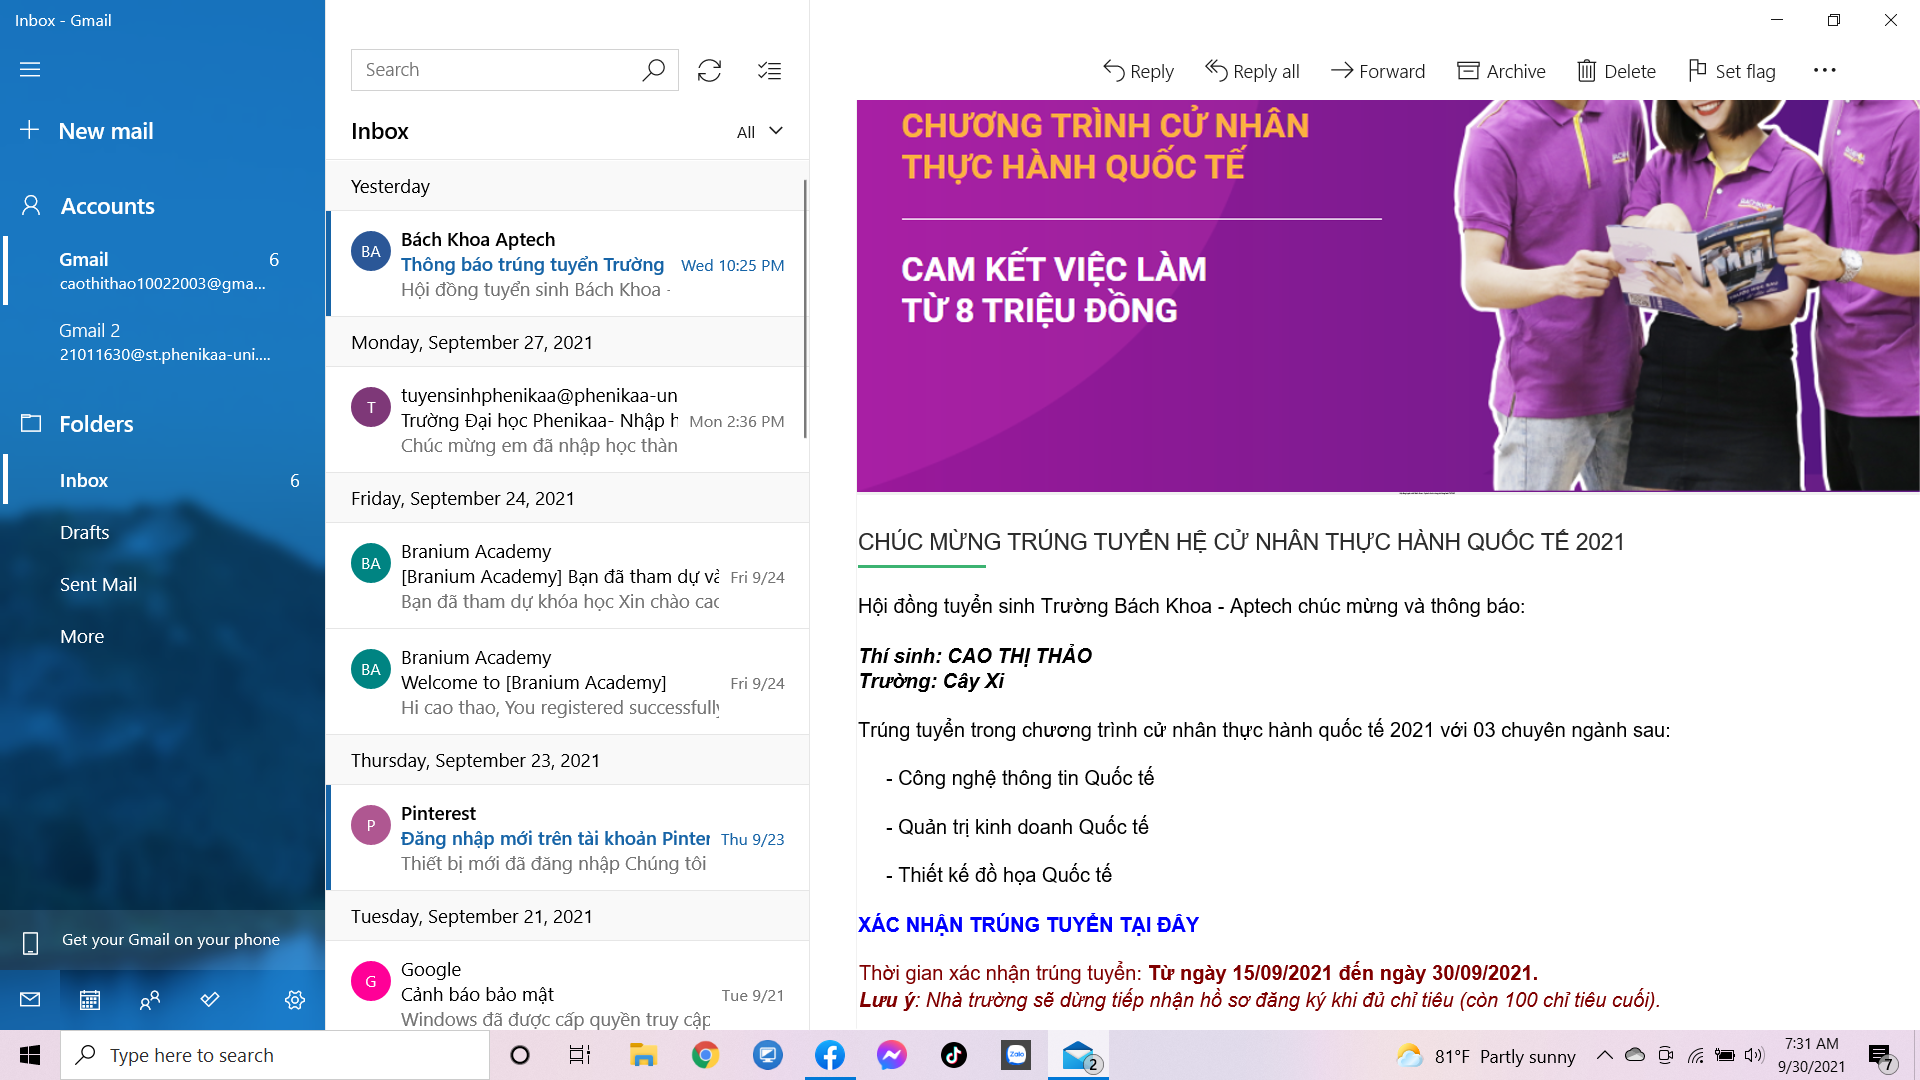 Inbox - Gmail
New mail
Accounts
Gmail 6
caothithao10022003@gma...
Gmail 2
21011630@st.phenikaa-uni....
Folders
Inbox 6
Drafts
Sent Mail
More
Get your Gmail on your phone
Search
Inbox All
Yesterday
BA
Bách Khoa Aptech
Thông báo trúng tuyển Trường Wed 10:25 PM
Hội đồng tuyển sinh Bách Khoa -
Monday, September 27, 2021
T
tuyensinhphenikaa@phenikaa-un
Trường Đại học Phenikaa- Nhập h Mon 2:36 PM
Chúc mừng em đã nhập học thàn
Friday, September 24, 2021
BA
Branium Academy
[Branium Academy] Bạn đã tham dự và Fri 9/24
Bạn đã tham dự khóa học Xin chào cao
BA
Branium Academy
Welcome to [Branium Academy] Fri 9/24
Hi cao thao, You registered successfully
Thursday, September 23, 2021
P
Pinterest
Đăng nhập mới trên tài khoản Pinter Thu 9/23
Thiết bị mới đã đăng nhập Chúng tôi
Tuesday, September 21, 2021
G
Google
Cảnh báo bảo mật Tue 9/21
Windows đã được cấp quyền truy cập
Reply Reply all Forward Archive Delete Set flag
CHƯƠNG TRÌNH CỬ NHÂN
THỰC HÀNH QUỐC TẾ
CAM KẾT VIỆC LÀM
TỪ 8 TRIỆU ĐỒNG
CHÚC MỪNG TRÚNG TUYỂN HỆ CỬ NHÂN THỰC HÀNH QUỐC TẾ 2021
Hội đồng tuyển sinh Trường Bách Khoa - Aptech chúc mừng và thông báo:
Thí sinh: CAO THỊ THẢO
Trường: Cây Xi
Trúng tuyển trong chương trình cử nhân thực hành quốc tế 2021 với 03 chuyên ngành sau:
- Công nghệ thông tin Quốc tế
- Quản trị kinh doanh Quốc tế
- Thiết kế đồ họa Quốc tế
XÁC NHẬN TRÚNG TUYỂN TẠI ĐÂY
Thời gian xác nhận trúng tuyển: Từ ngày 15/09/2021 đến ngày 30/09/2021.
Lưu ý: Nhà trường sẽ dừng tiếp nhận hồ sơ đăng ký khi đủ chỉ tiêu (còn 100 chỉ tiêu cuối).
Type here to search
Zalo
2
81°F Partly sunny
7:31 AM
9/30/2021
7